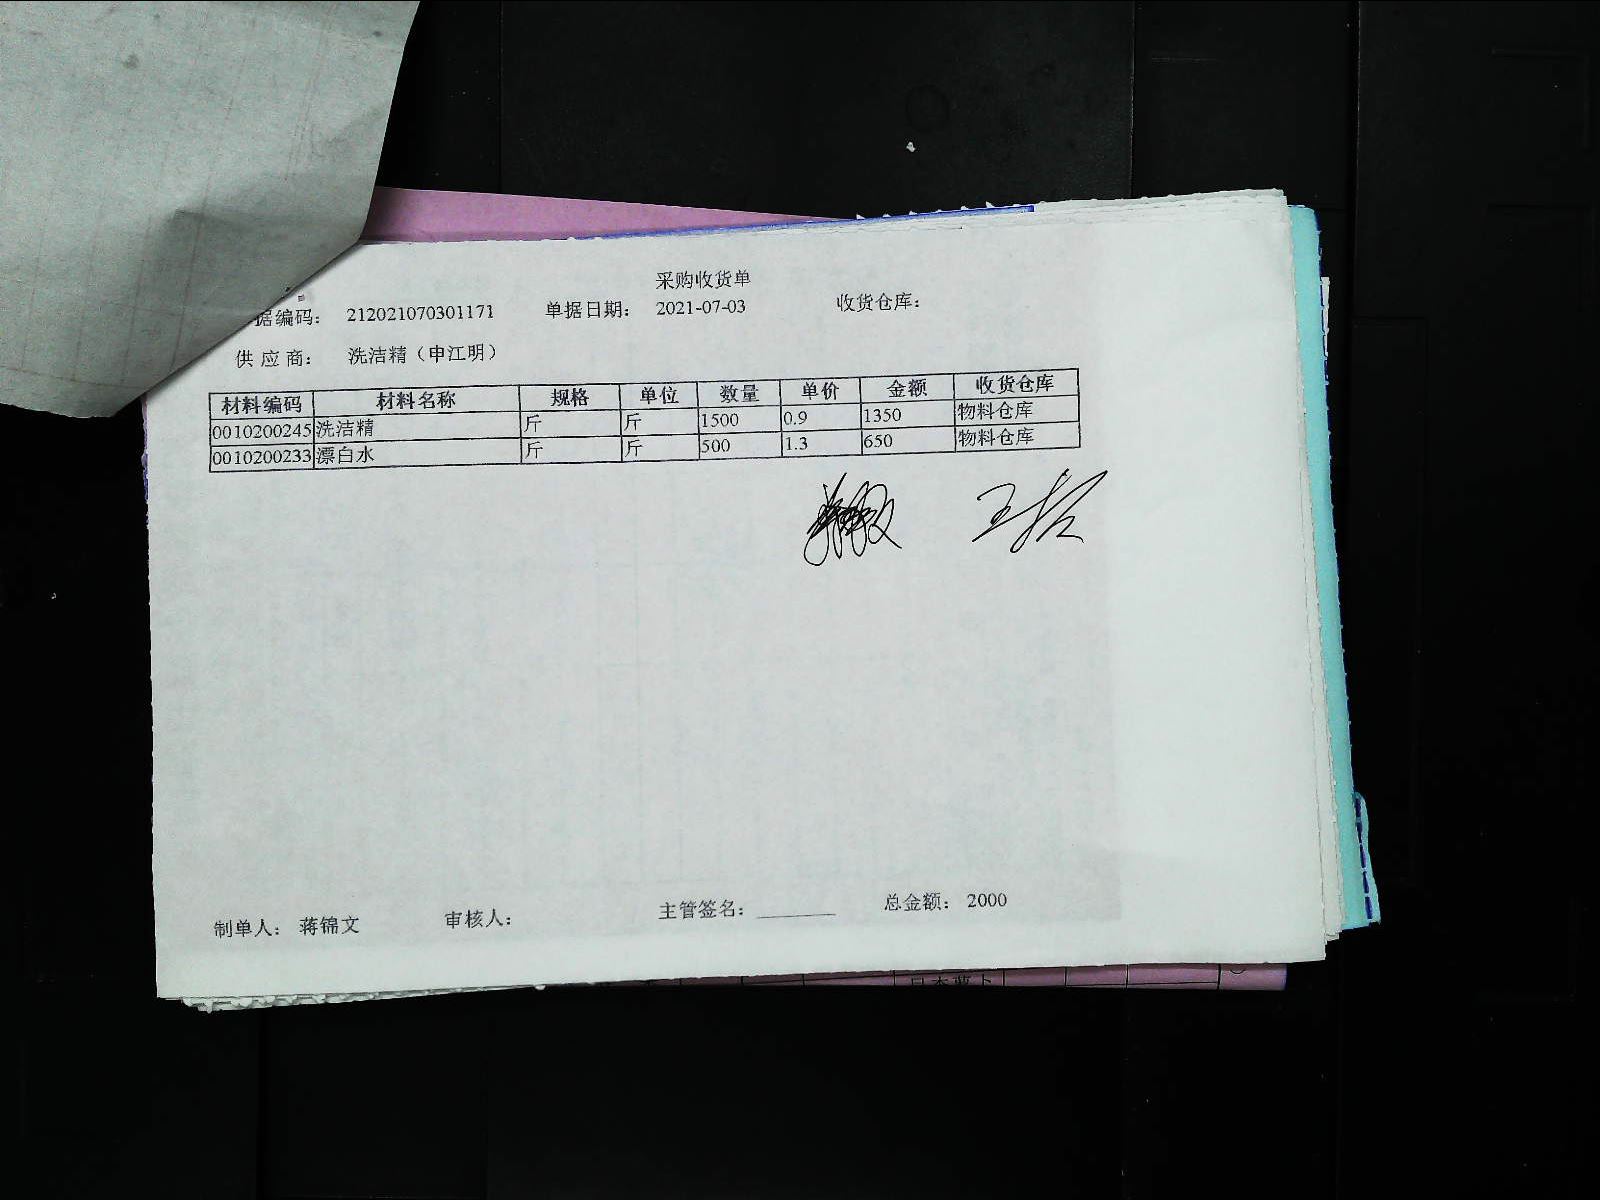 采购收货单
据编码： 212021070301171 单据日期： 2021-07-03 收货仓库：
供应商： 洗洁精（申江明）
材料编码 材料名称 规格 单位 数量 单价 金额 收货仓库
0010200245 洗洁精 斤 斤 1500 0.9 1350 物料仓库
0010200233 漂白水 斤 斤 500 1.3 650 物料仓库
制单人： 蒋锦文 审核人： 主管签名：________ 总金额： 2000